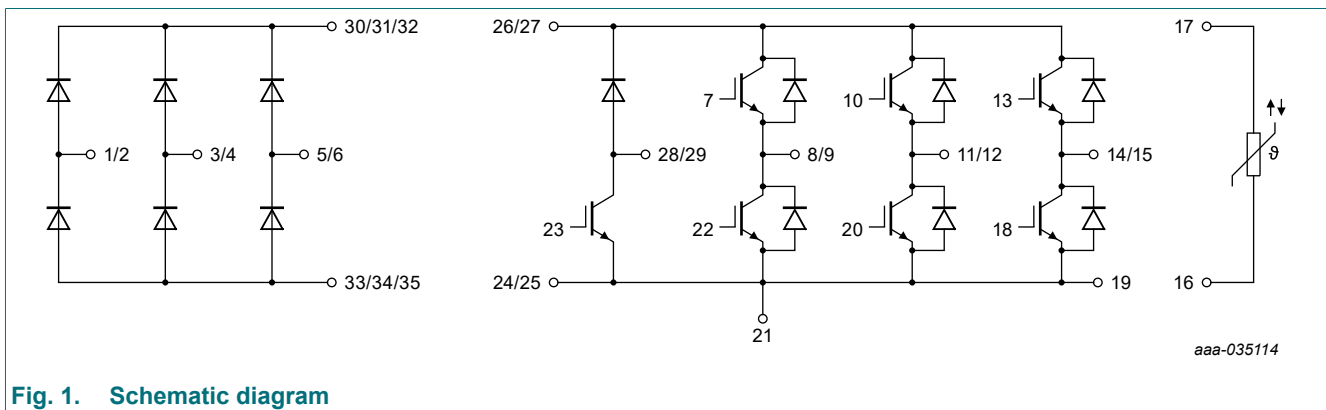 30/31/32 26/27 17
7 10 13
1/2 3/4 5/6 28/29 8/9 11/12 14/15 ϑ
23 22 20 18
33/34/35 24/25 19 16
21
aaa-035114
Fig. 1. Schematic diagram